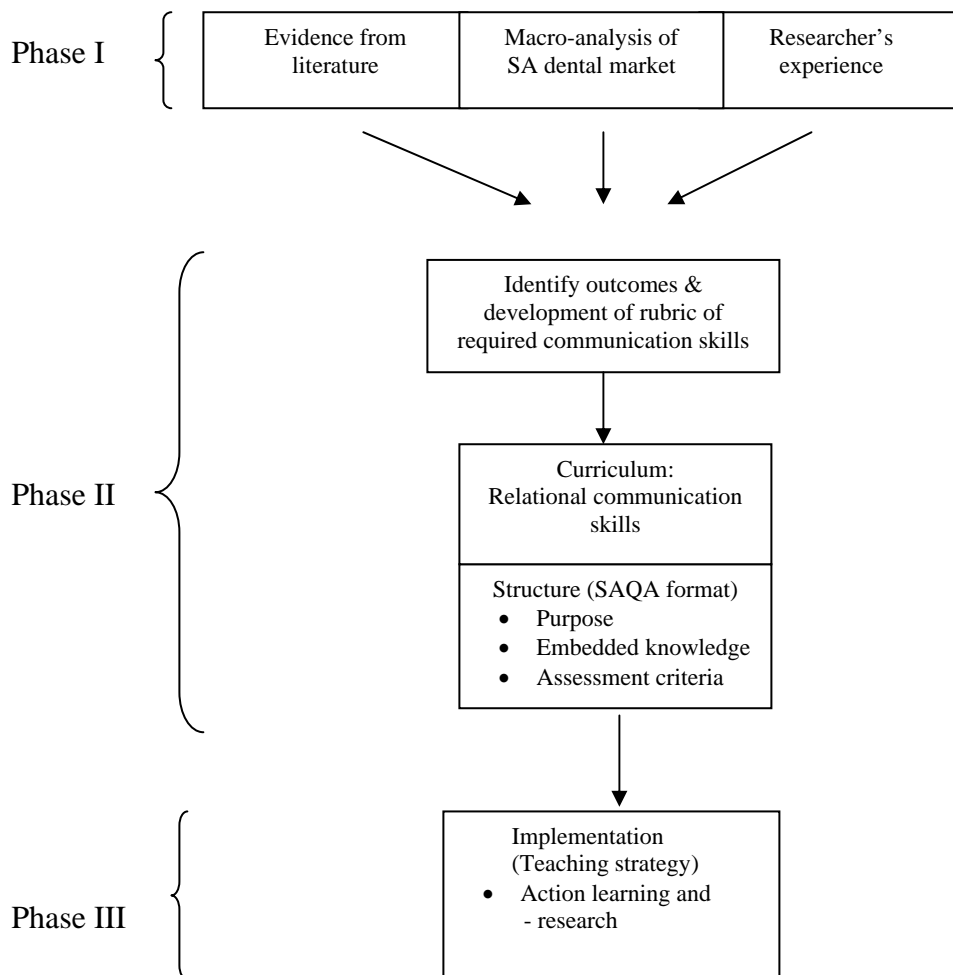 Phase I
Evidence from
literature
Macro-analysis of
SA dental market
Researcher’s
experience
Phase II
Identify outcomes &
development of rubric of
required communication skills
Curriculum:
Relational communication
skills
Structure (SAQA format)
• Purpose
• Embedded knowledge
• Assessment criteria
Phase III
Implementation
(Teaching strategy)
• Action learning and
- research